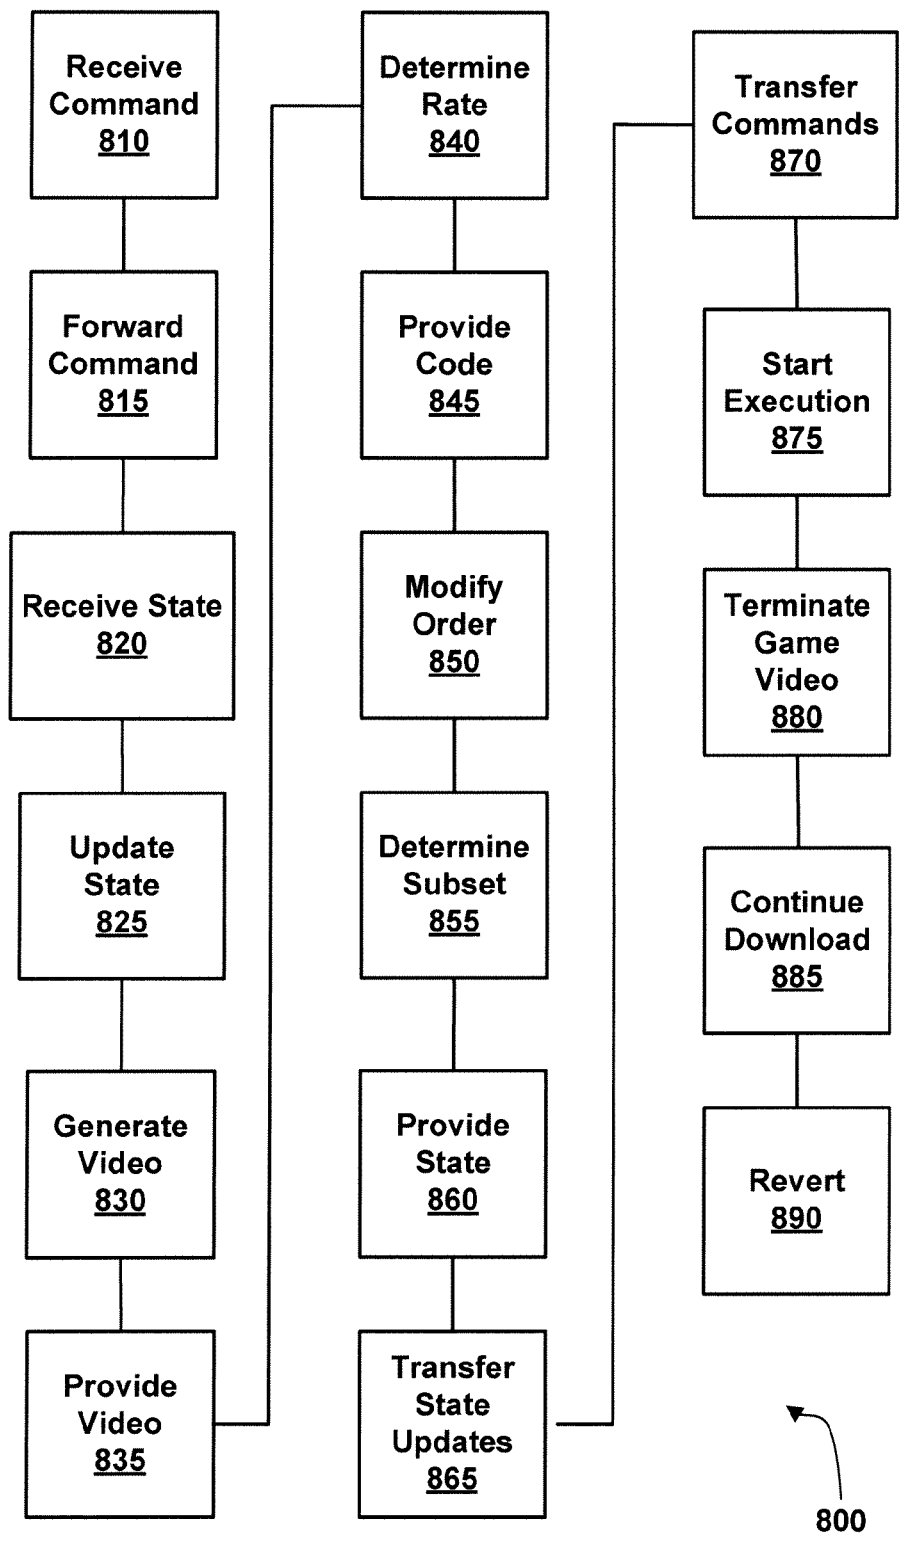 Receive
Command
810
Forward
Command
815
Receive State
820
Update
State
825
Generate
Video
830
Provide
Video
835
Determine
Rate
840
Provide
Code
845
Modify
Order
850
Determine
Subset
855
Provide
State
860
Transfer
State
Updates
865
Transfer
Commands
870
Start
Execution
875
Terminate
Game
Video
880
Continue
Download
885
Revert
890
800